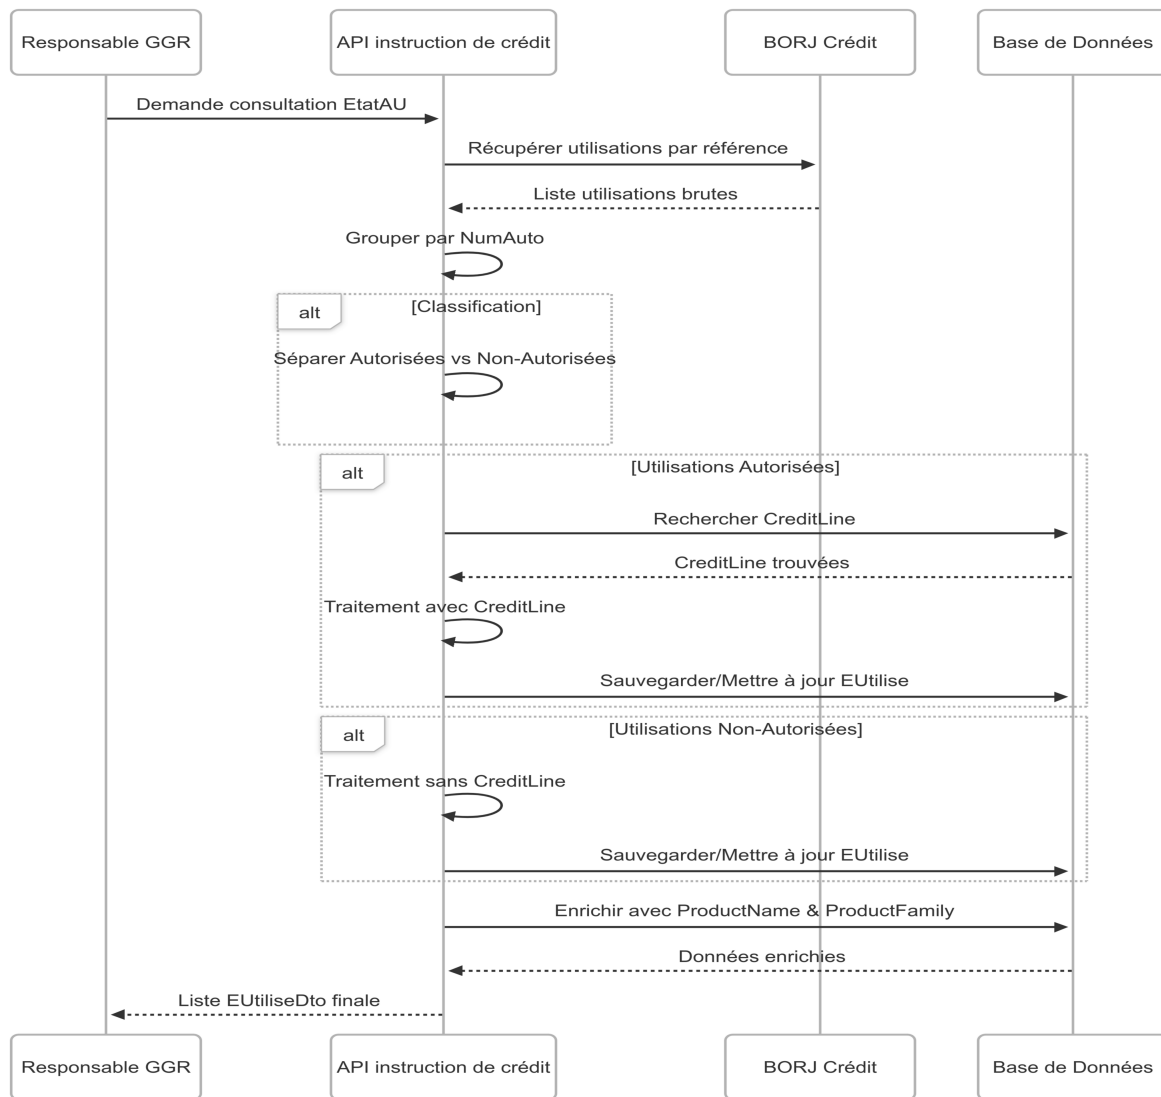 Responsable GGR
API instruction de crédit
BORJ Crédit
Base de Données
Demande consultation EtatAU
Récupérer utilisations par référence
Liste utilisations brutes
Grouper par NumAuto
alt
[Classification]
Séparer Autorisées vs Non-Autorisées
alt
[Utilisations Autorisées]
Rechercher CreditLine
CreditLine trouvées
Traitement avec CreditLine
Sauvegarder/Mettre à jour EUtilise
alt
[Utilisations Non-Autorisées]
Traitement sans CreditLine
Sauvegarder/Mettre à jour EUtilise
Enrichir avec ProductName & ProductFamily
Données enrichies
Liste EUtiliseDto finale
Responsable GGR
API instruction de crédit
BORJ Crédit
Base de Données